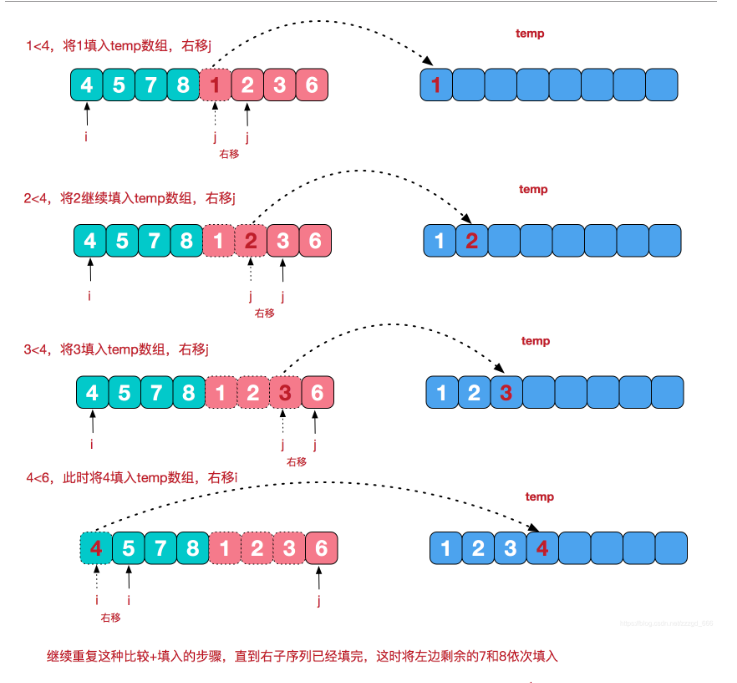 1<4，将1填入temp数组，右移j
temp
4 5 7 8 1 2 3 6
1
i
j
j
右移
2<4，将2继续填入temp数组，右移j
temp
4 5 7 8 1 2 3 6
1 2
i
j
j
右移
3<4，将3填入temp数组，右移j
temp
4 5 7 8 1 2 3 6
1 2 3
i
j
j
右移
4<6，此时将4填入temp数组，右移i
temp
4 5 7 8 1 2 3 6
1 2 3 4
i
i
j
右移
继续重复这种比较+填入的步骤，直到右子序列已经填完，这时将左边剩余的7和8依次填入